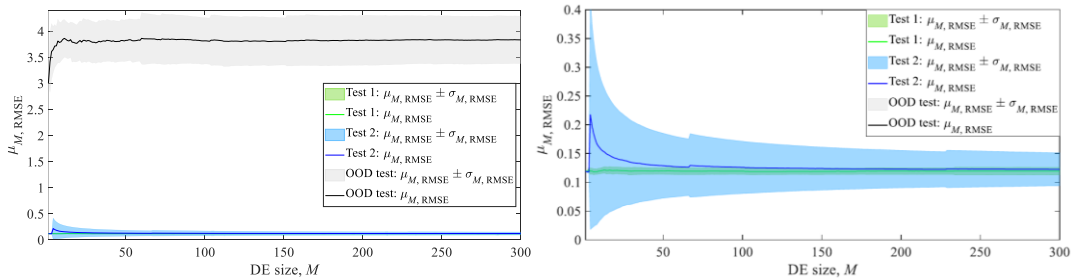 4
3.5
3
2.5
2
1.5
1
0.5
0
μM, RMSE
50
100
150
200
250
300
DE size, M
Test 1: μM, RMSE ± σM, RMSE
Test 1: μM, RMSE
Test 2: μM, RMSE ± σM, RMSE
Test 2: μM, RMSE
OOD test: μM, RMSE ± σM, RMSE
OOD test: μM, RMSE
0.4
0.35
0.3
0.25
0.2
0.15
0.1
0.05
0
μM, RMSE
50
100
150
200
250
300
DE size, M
Test 1: μM, RMSE ± σM, RMSE
Test 1: μM, RMSE
Test 2: μM, RMSE ± σM, RMSE
Test 2: μM, RMSE
OOD test: μM, RMSE ± σM, RMSE
OOD test: μM, RMSE